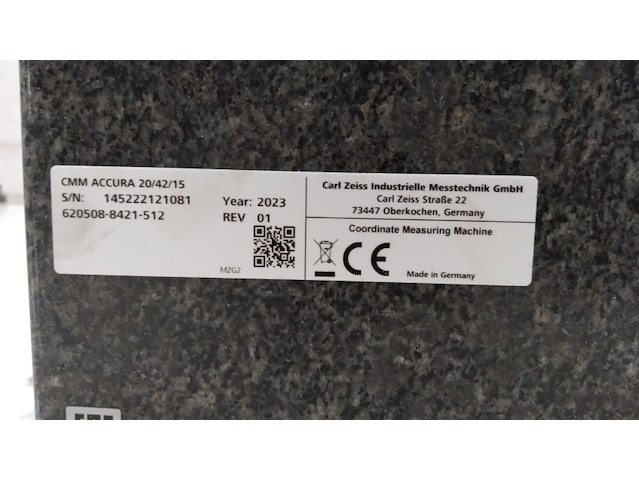 CMM ACCURA 20/42/15
S/N: 145222121081
Year: 2023
620508-8421-512
REV 01
MZG2
Carl Zeiss Industrielle Messtechnik GmbH
Carl Zeiss Straße 22
73447 Oberkochen, Germany
Coordinate Measuring Machine
CE
Made in Germany